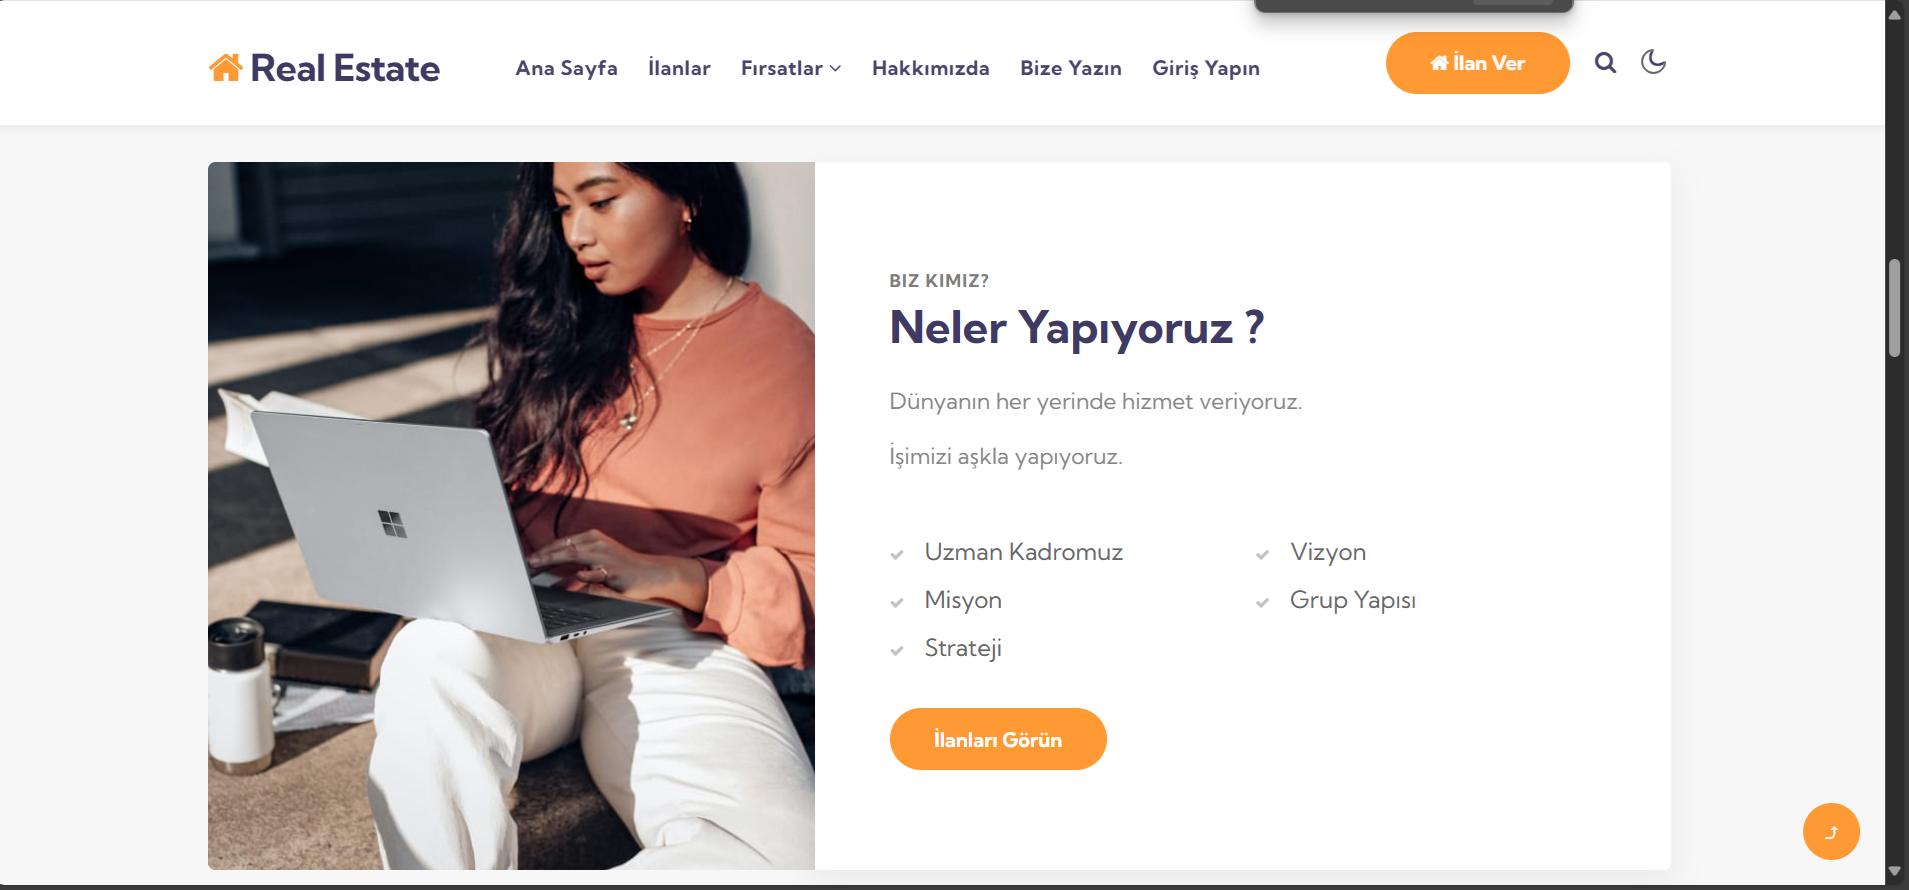 Real Estate
Ana Sayfa İlanlar Fırsatlar Hakkımızda Bize Yazın Giriş Yapın
İlan Ver
BIZ KIMIZ?
Neler Yapıyoruz ?
Dünyanın her yerinde hizmet veriyoruz.
İşimizi aşkla yapıyoruz.
Uzman Kadromuz
Vizyon
Misyon
Grup Yapısı
Strateji
İlanları Görün